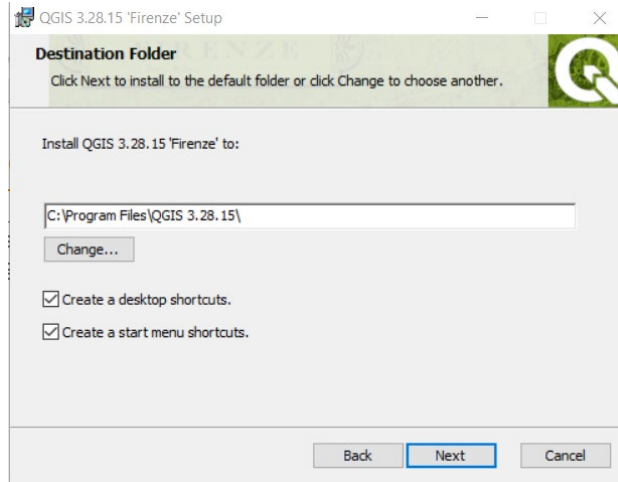 QGIS 3.28.15 'Firenze' Setup
Destination Folder
Click Next to install to the default folder or click Change to choose another.
Install QGIS 3.28.15 'Firenze' to:
C:\Program Files\QGIS 3.28.15\
Change...
Create a desktop shortcuts.
Create a start menu shortcuts.
Back Next Cancel